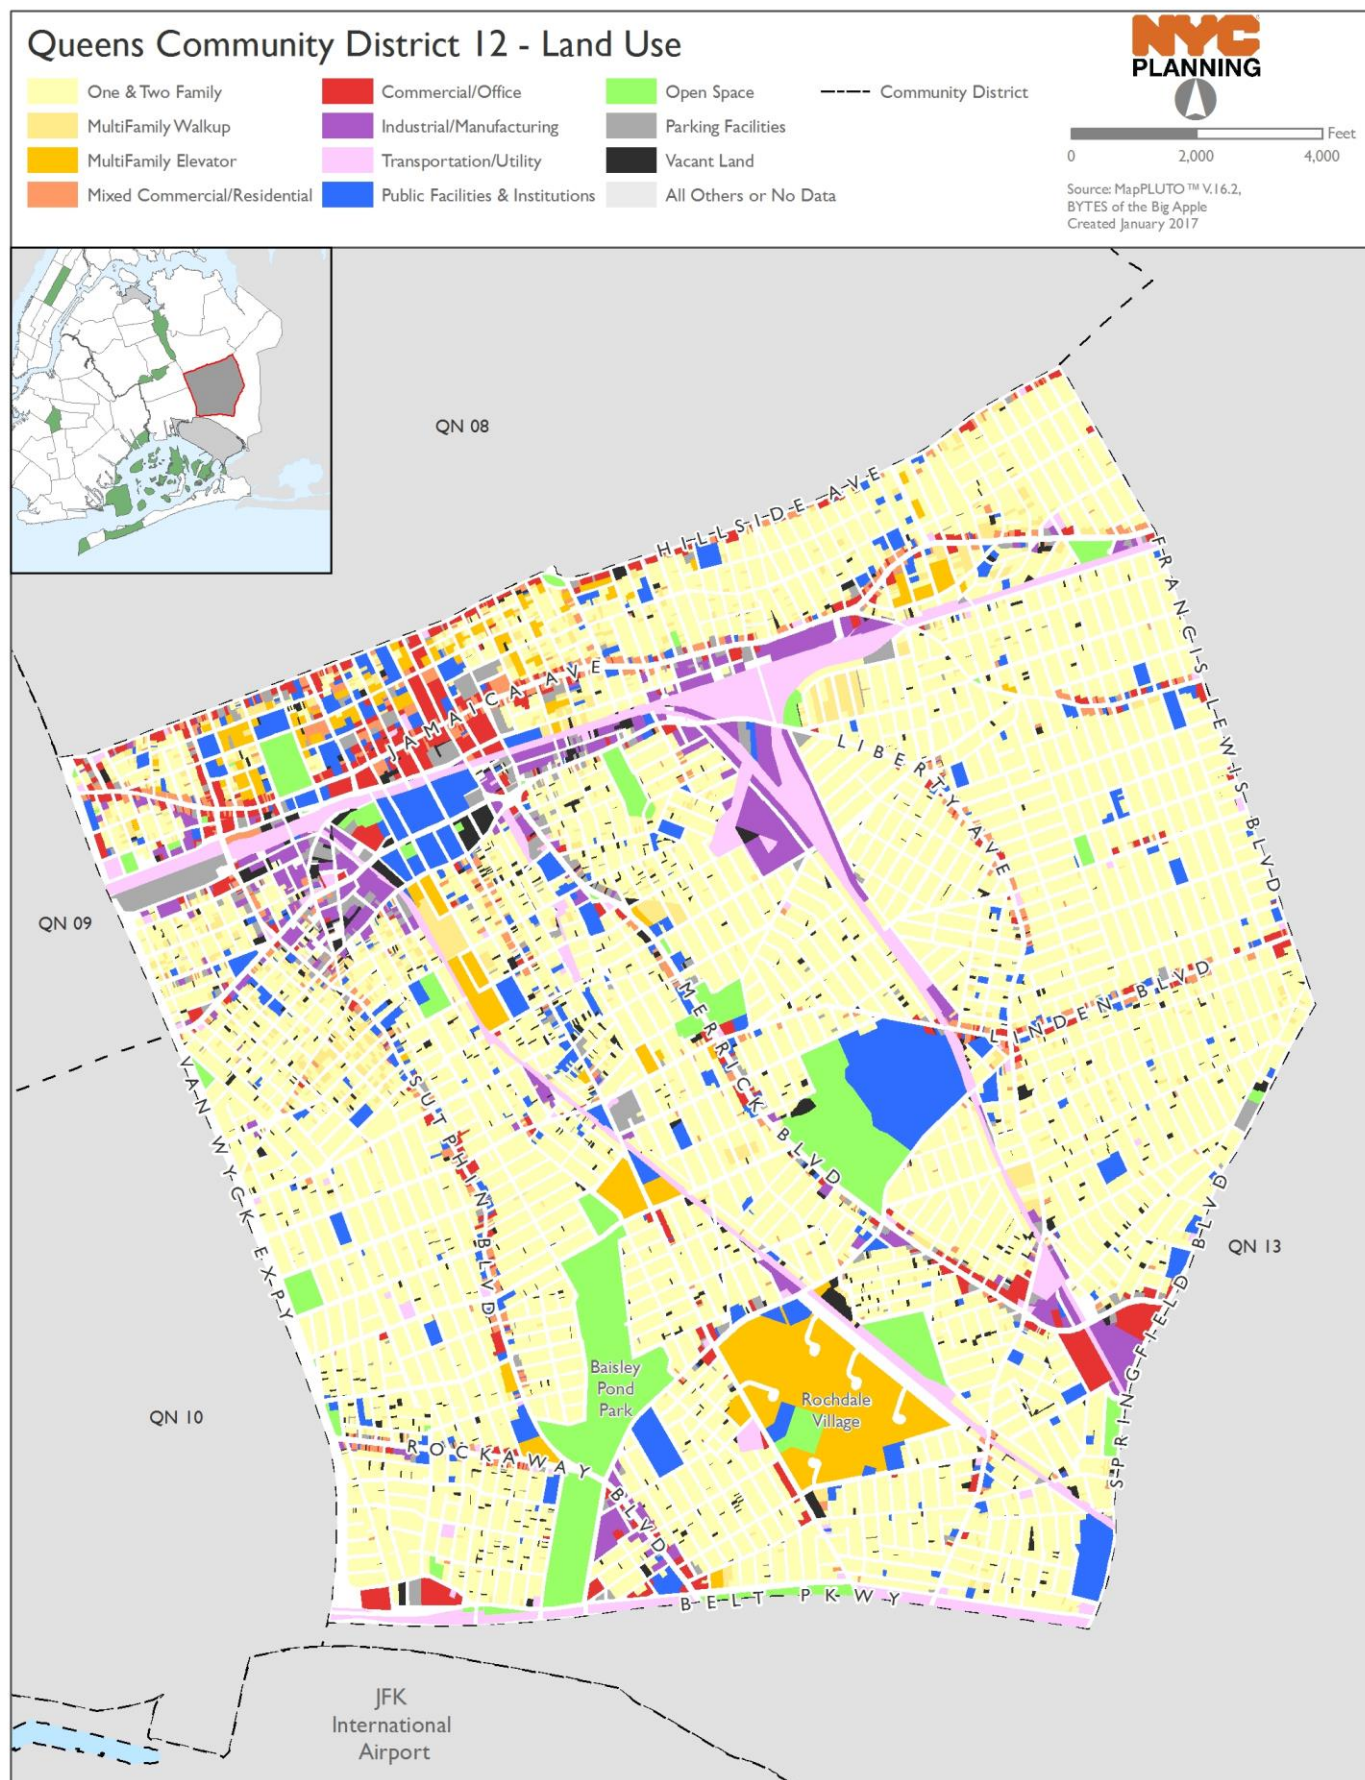 Queens Community District 12 - Land Use
One & Two Family
MultiFamily Walkup
MultiFamily Elevator
Mixed Commercial/Residential
Commercial/Office
Industrial/Manufacturing
Transportation/Utility
Public Facilities & Institutions
Open Space
Parking Facilities
Vacant Land
All Others or No Data
Community District
NYC
PLANNING
Feet
0 2,000 4,000
Source: MapPLUTO™ V.16.2,
BYTES of the Big Apple
Created January 2017
QN 08
HILLSIDE AVE
JAMAICA AVE
FRANCIS LEWIS BLVD
LIBERTY AVE
QN 09
LINDEN BLVD
MERRICK BLVD
SUTPHIN BLVD
VAN WYCK EXPY
QN 13
SPRINGFIELD BLVD
Baisley
Pond
Park
Rochdale
Village
QN 10
ROCKAWAY BLVD
BELT PKWY
JFK
International
Airport